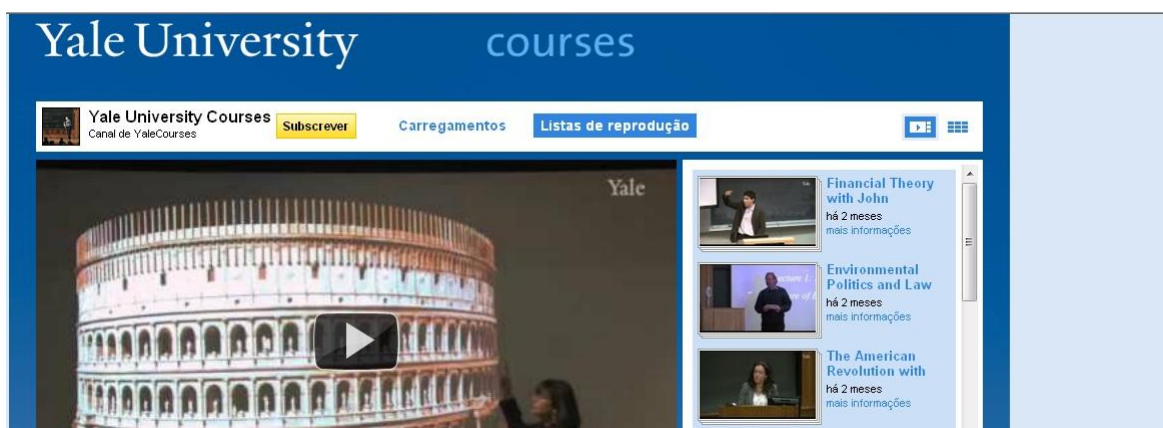 Yale University courses
Yale University Courses
Canal de YaleCourses
Subscrever
Carregamentos
Listas de reprodução
Yale
Financial Theory
with John
há 2 meses
mais informações
Environmental
Politics and Law
há 2 meses
mais informações
The American
Revolution with
há 2 meses
mais informações